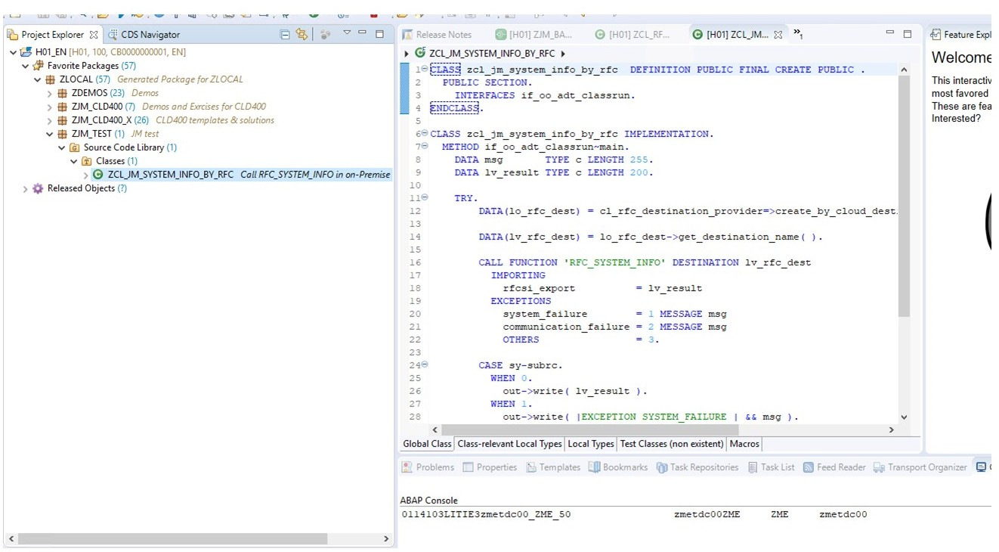 Project Explorer
CDS Navigator
H01_EN [H01, 100, CB0000000001, EN]
Favorite Packages (57)
ZLOCAL (57) Generated Package for ZLOCAL
ZDEMOS (23) Demos
ZJM_CLD400 (7) Demos and Exrcises for CLD400
ZJM_CLD400_X (26) CLD400 templates & solutions
ZJM_TEST (1) JM test
Source Code Library (1)
Classes (1)
ZCL_JM_SYSTEM_INFO_BY_RFC Call RFC_SYSTEM_INFO in on-Premise
Released Objects (?)
Release Notes
[H01] ZJM_BA...
[H01] ZCL_RF...
[H01] ZCL_JM...
»1
ZCL_JM_SYSTEM_INFO_BY_RFC
1 CLASS zcl_jm_system_info_by_rfc DEFINITION PUBLIC FINAL CREATE PUBLIC .
2 PUBLIC SECTION.
3 INTERFACES if_oo_adt_classrun.
4 ENDCLASS.
5
6 CLASS zcl_jm_system_info_by_rfc IMPLEMENTATION.
7 METHOD if_oo_adt_classrun~main.
8 DATA msg TYPE c LENGTH 255.
9 DATA lv_result TYPE c LENGTH 200.
10
11 TRY.
12 DATA(lo_rfc_dest) = cl_rfc_destination_provider=>create_by_cloud_dest
13
14 DATA(lv_rfc_dest) = lo_rfc_dest->get_destination_name( ).
15
16 CALL FUNCTION 'RFC_SYSTEM_INFO' DESTINATION lv_rfc_dest
17 IMPORTING
18 rfcsi_export = lv_result
19 EXCEPTIONS
20 system_failure = 1 MESSAGE msg
21 communication_failure = 2 MESSAGE msg
22 OTHERS = 3.
23
24 CASE sy-subrc.
25 WHEN 0.
26 out->write( lv_result ).
27 WHEN 1.
28 out->write( |EXCEPTION SYSTEM_FAILURE | && msg ).
Global Class
Class-relevant Local Types
Local Types
Test Classes (non existent)
Macros
Feature Expl
Welcome
This interactiv
most favored
These are fea
Interested?
Problems
Properties
Templates
Bookmarks
Task Repositories
Task List
Feed Reader
Transport Organizer
ABAP Console
0114103LITIE3zmetdc00_ZME_50 zmetdc00ZME ZME zmetdc00